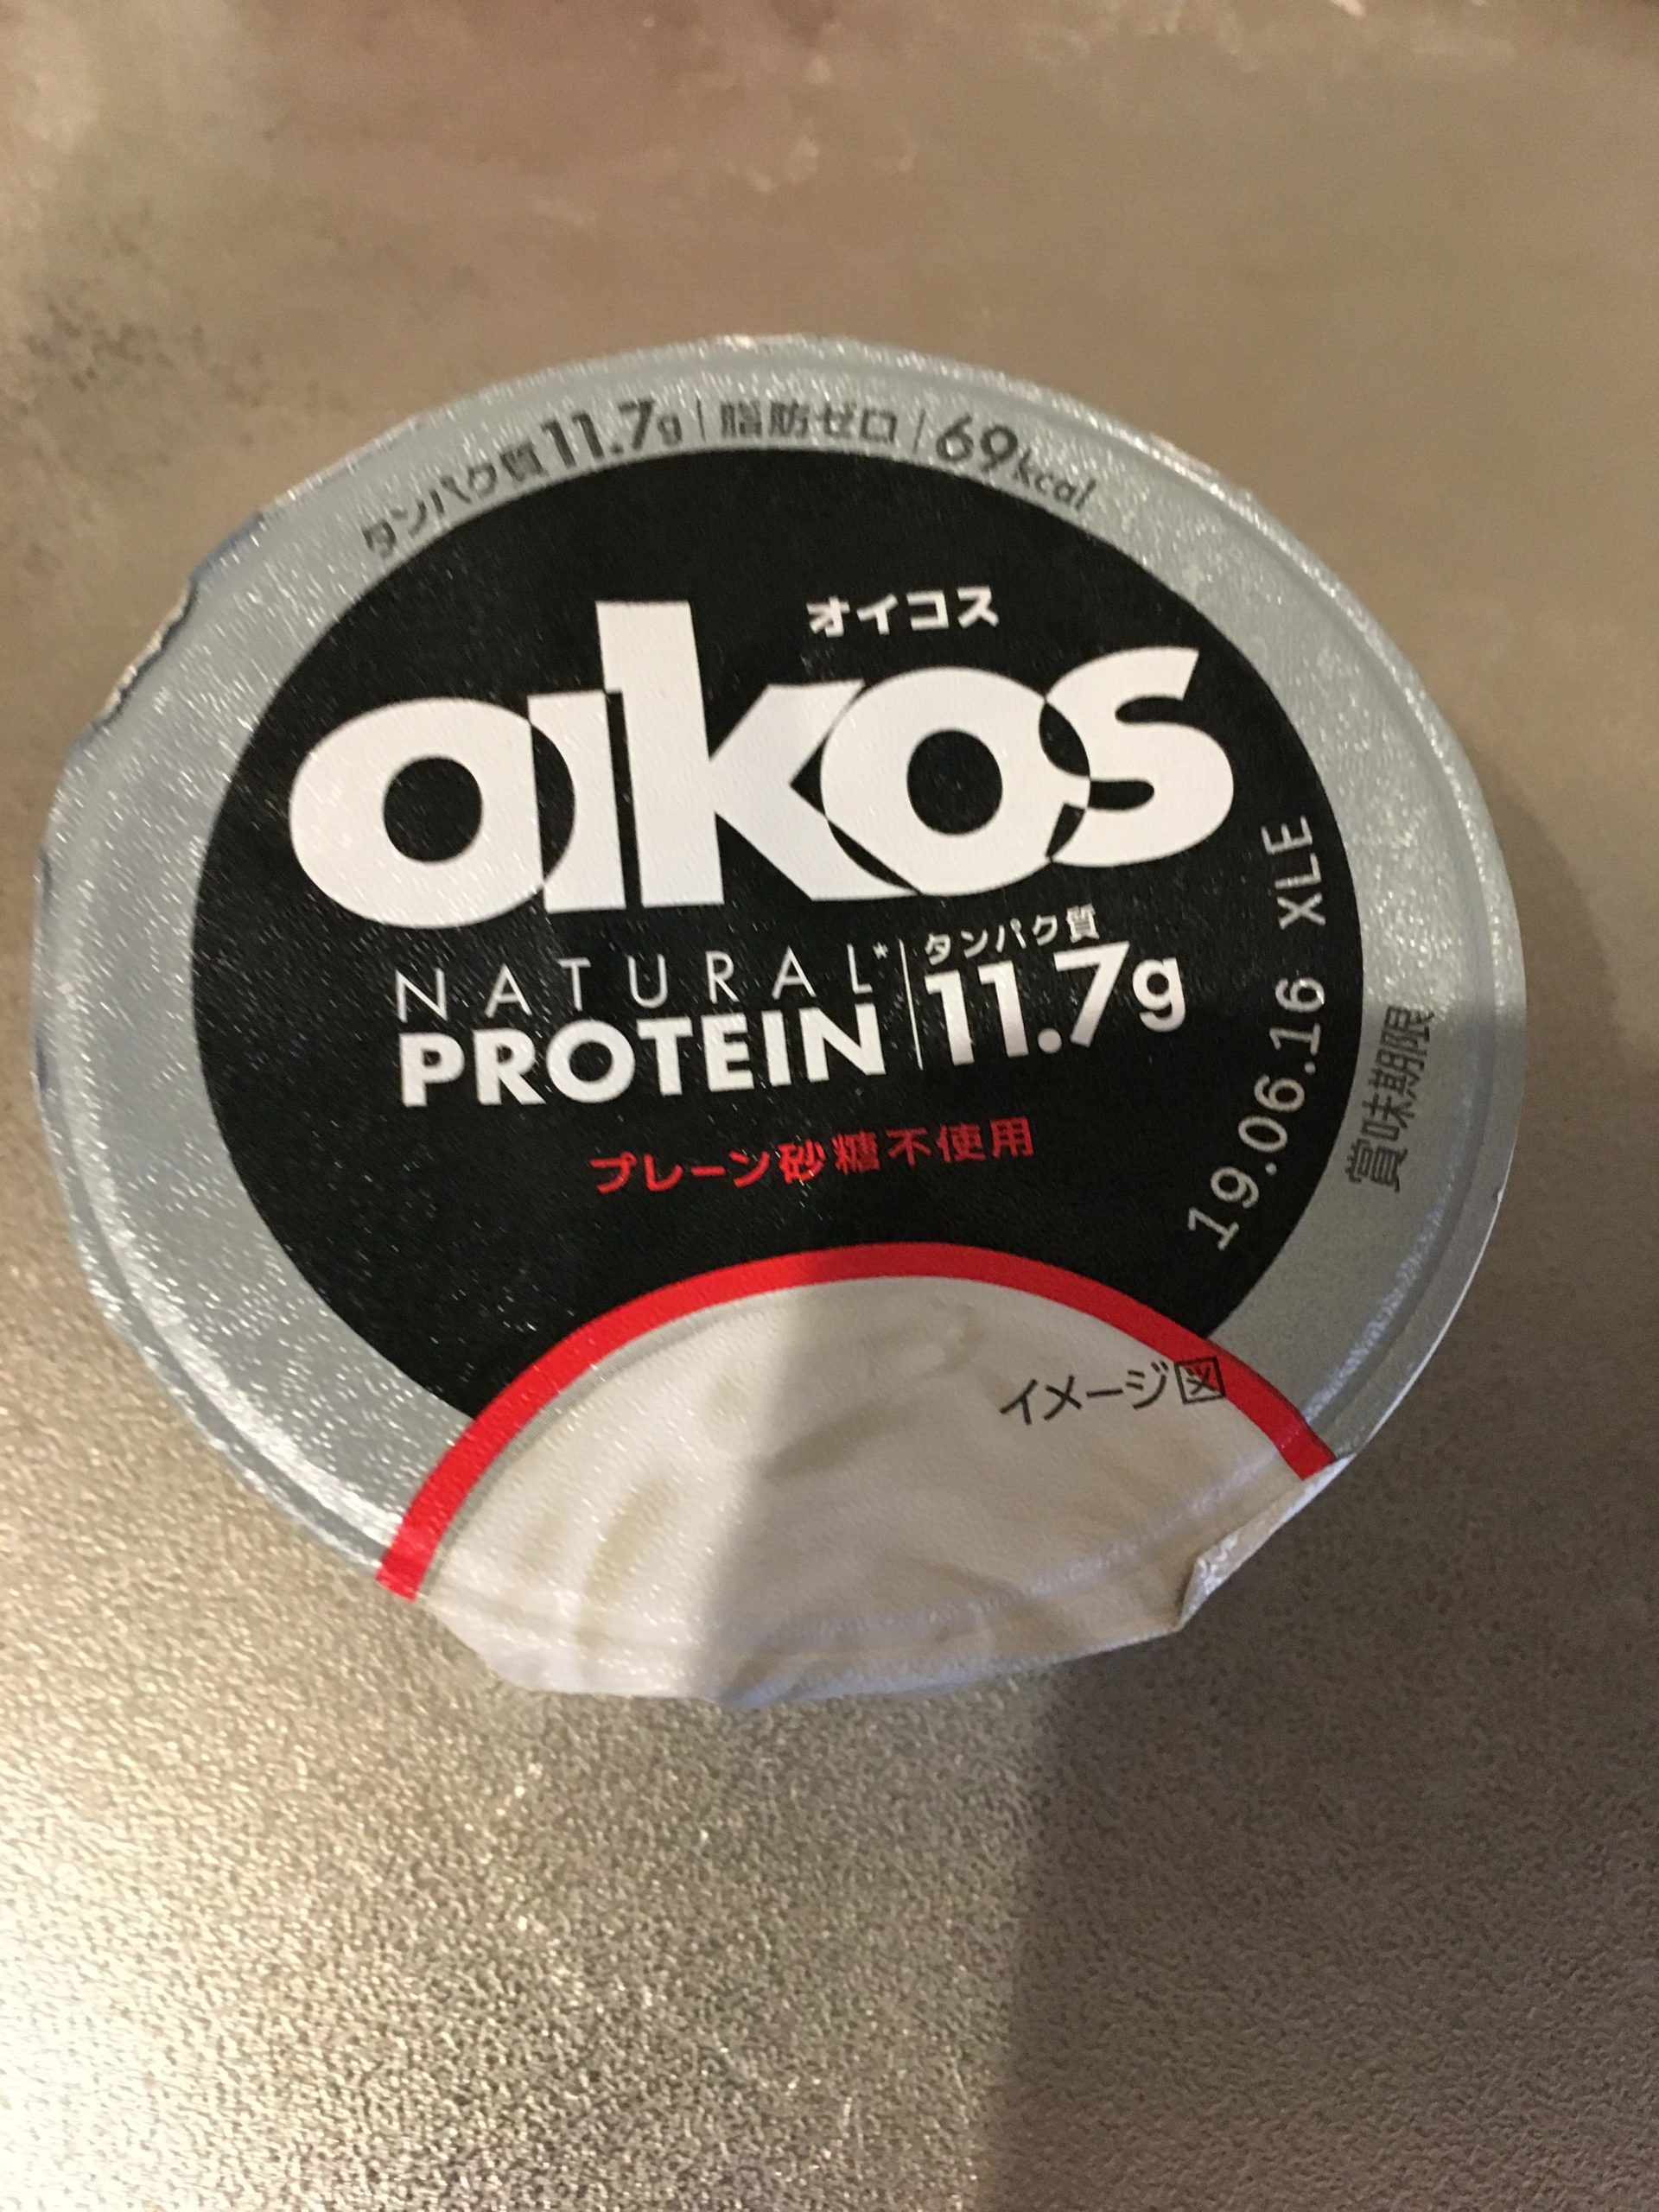 タンパク質11.7g|脂肪ゼロ|69kcal
オイコス
oikos
NATURAL*
PROTEIN
タンパク質
11.7g
プレーン砂糖不使用
19.06.16 XLE
賞味期限
イメージ図